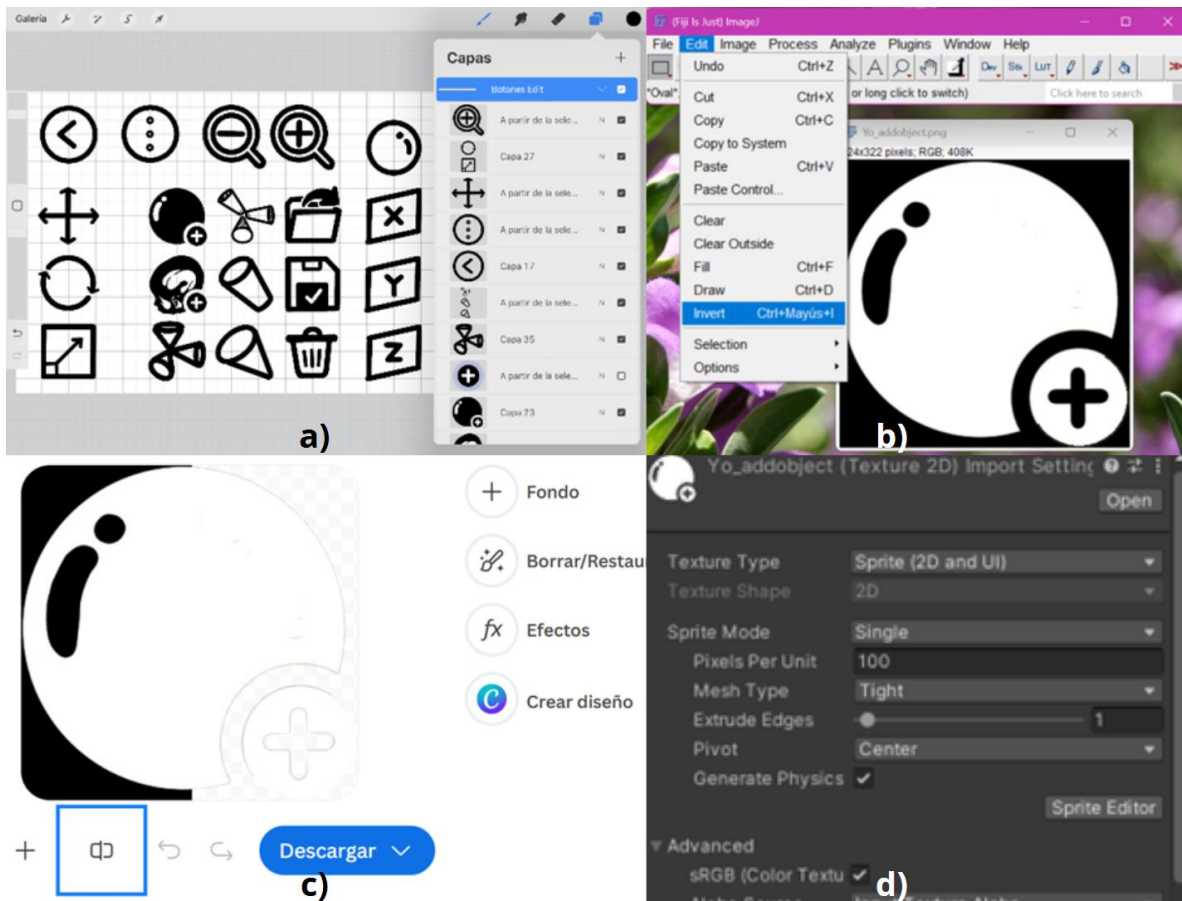 Galería
Capas
Botones Edit
A partir de la sele... N
Capa 27 N
A partir de la sele... N
A partir de la sele... N
Capa 17 N
A partir de la sele... N
Capa 35 N
A partir de la sele... N
Capa 23 N
X
Y
Z
a)
(Fiji Is Just) ImageJ
File Edit Image Process Analyze Plugins Window Help
Dev Stk LUT
*Oval*, or long click to switch)
Click here to search
Undo Ctrl+Z
Cut Ctrl+X
Copy Ctrl+C
Copy to System
Paste Ctrl+V
Paste Control...
Clear
Clear Outside
Fill Ctrl+F
Draw Ctrl+D
Invert Ctrl+Mayús+I
Selection
Options
Yo_addobject.png
24x322 pixels; RGB; 408K
b)
Fondo
Borrar/Restau
fx Efectos
C Crear diseño
Descargar
c)
Yo_addobject (Texture 2D) Import Setting
Open
Texture Type Sprite (2D and UI)
Texture Shape 2D
Sprite Mode Single
Pixels Per Unit 100
Mesh Type Tight
Extrude Edges 1
Pivot Center
Generate Physics
Sprite Editor
Advanced
sRGB (Color Textu
d)